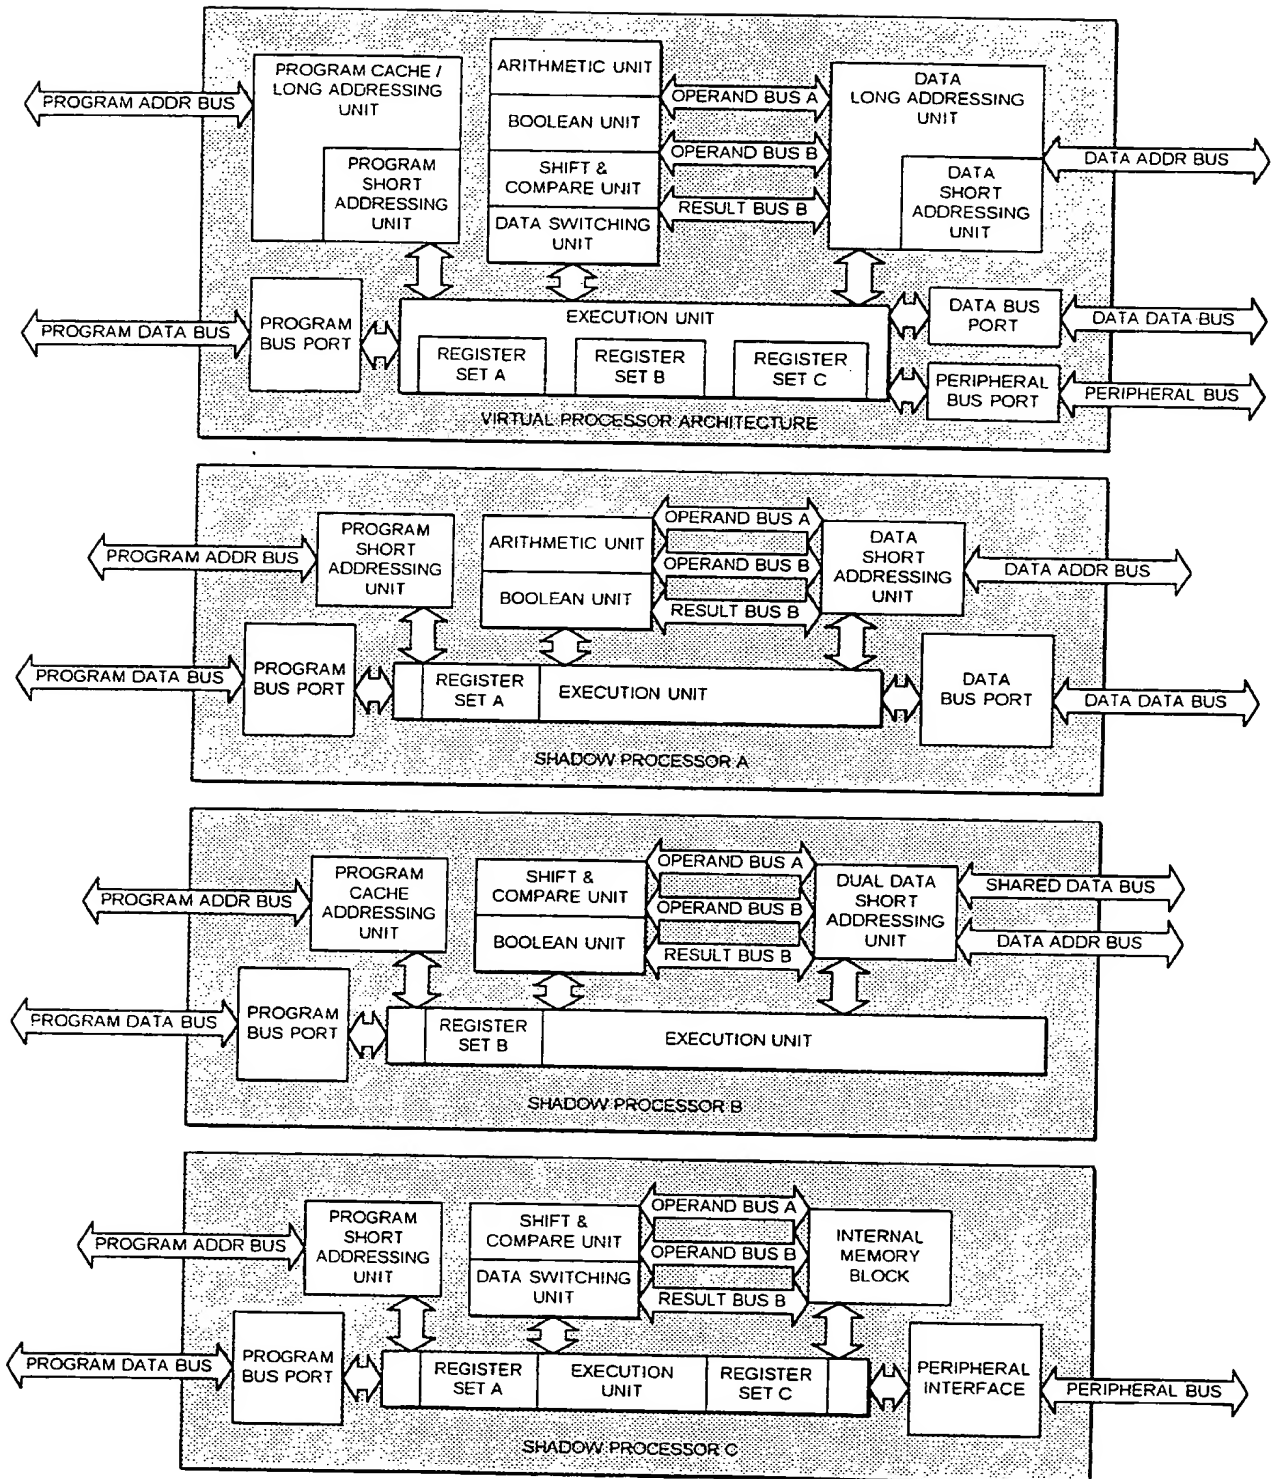 PROGRAM CACHE /
LONG ADDRESSING
UNIT
PROGRAM
SHORT
ADDRESSING
UNIT
ARITHMETIC UNIT
BOOLEAN UNIT
SHIFT &
COMPARE UNIT
DATA SWITCHING
UNIT
OPERAND BUS A
OPERAND BUS B
RESULT BUS B
DATA
LONG ADDRESSING
UNIT
DATA
SHORT
ADDRESSING
UNIT
PROGRAM ADDR BUS
DATA ADDR BUS
PROGRAM DATA BUS
PROGRAM
BUS PORT
EXECUTION UNIT
REGISTER
SET A
REGISTER
SET B
REGISTER
SET C
DATA BUS
PORT
DATA DATA BUS
PERIPHERAL
BUS PORT
PERIPHERAL BUS
VIRTUAL PROCESSOR ARCHITECTURE
PROGRAM ADDR BUS
PROGRAM
SHORT
ADDRESSING
UNIT
ARITHMETIC UNIT
BOOLEAN UNIT
OPERAND BUS A
OPERAND BUS B
RESULT BUS B
DATA
SHORT
ADDRESSING
UNIT
DATA ADDR BUS
PROGRAM DATA BUS
PROGRAM
BUS PORT
REGISTER
SET A
EXECUTION UNIT
DATA
BUS PORT
DATA DATA BUS
SHADOW PROCESSOR A
PROGRAM ADDR BUS
PROGRAM
CACHE
ADDRESSING
UNIT
SHIFT &
COMPARE UNIT
BOOLEAN UNIT
OPERAND BUS A
OPERAND BUS B
RESULT BUS B
DUAL DATA
SHORT
ADDRESSING
UNIT
SHARED DATA BUS
DATA ADDR BUS
PROGRAM DATA BUS
PROGRAM
BUS PORT
REGISTER
SET B
EXECUTION UNIT
SHADOW PROCESSOR B
PROGRAM ADDR BUS
PROGRAM
SHORT
ADDRESSING
UNIT
SHIFT &
COMPARE UNIT
DATA SWITCHING
UNIT
OPERAND BUS A
OPERAND BUS B
RESULT BUS B
INTERNAL
MEMORY
BLOCK
PROGRAM DATA BUS
PROGRAM
BUS PORT
REGISTER
SET A
EXECUTION
UNIT
REGISTER
SET C
PERIPHERAL
INTERFACE
PERIPHERAL BUS
SHADOW PROCESSOR C